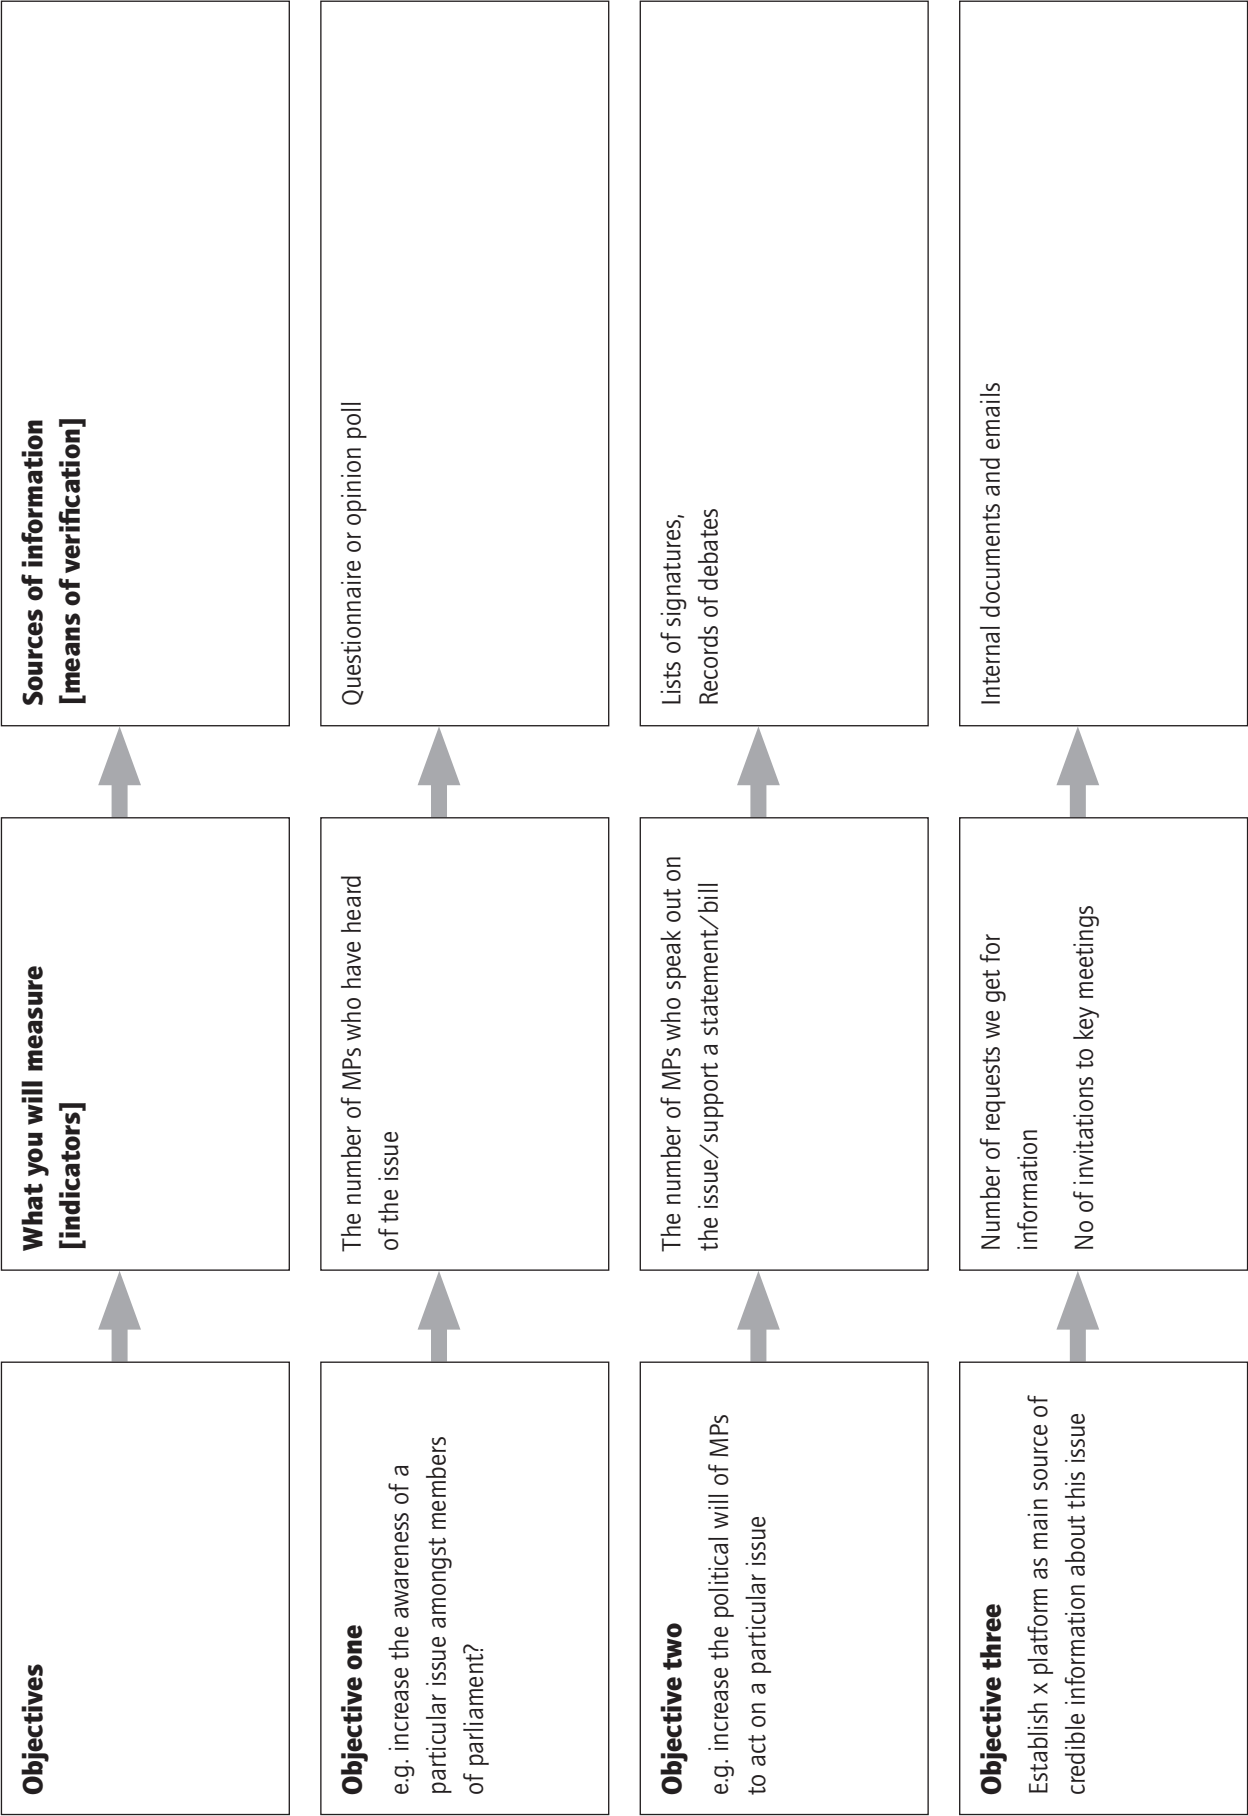 Objectives
What you will measure
[indicators]
Sources of information
[means of verification]
Objective one
e.g. increase the awareness of a
particular issue amongst members
of parliament?
The number of MPs who have heard
of the issue
Questionnaire or opinion poll
Objective two
e.g. increase the political will of MPs
to act on a particular issue
The number of MPs who speak out on
the issue/support a statement/bill
Lists of signatures,
Records of debates
Objective three
Establish x platform as main source of
credible information about this issue
Number of requests we get for
information
No of invitations to key meetings
Internal documents and emails